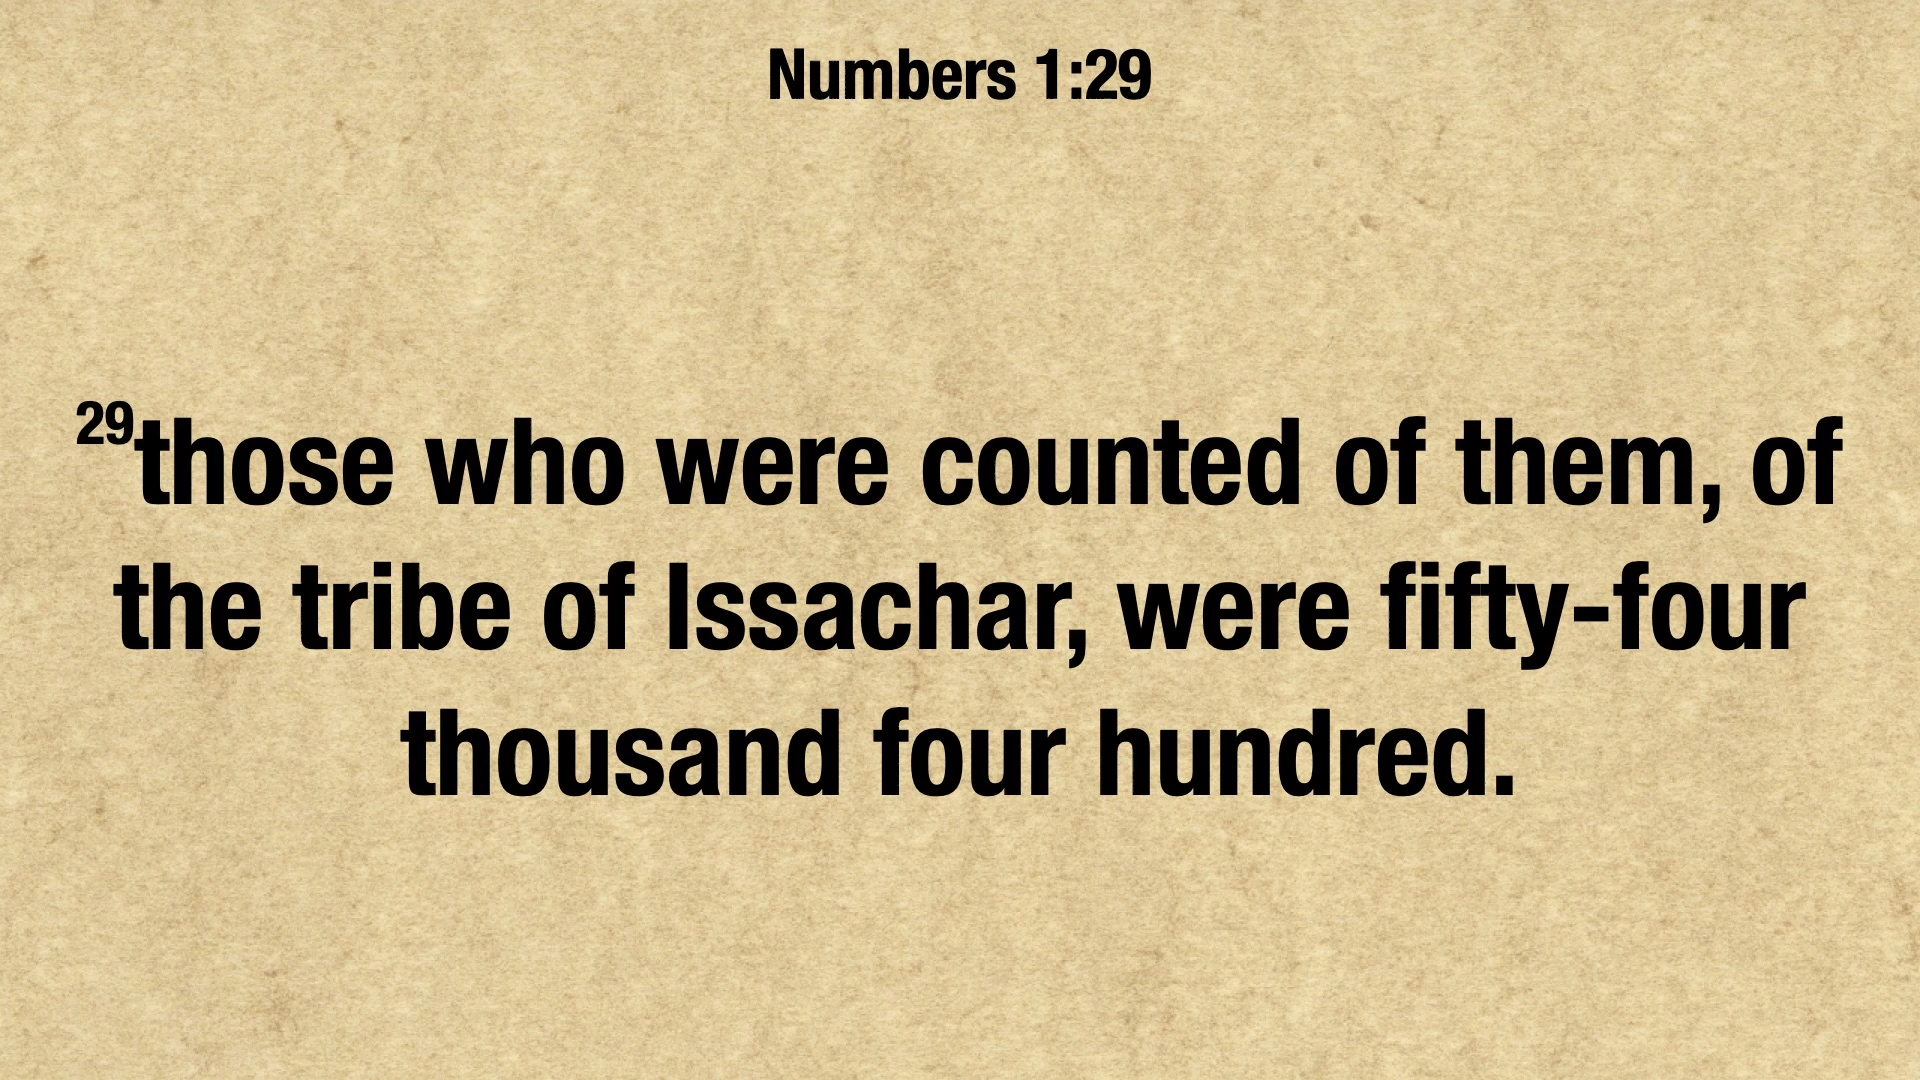 Numbers 1:29
29those who were counted of them, of
the tribe of Issachar, were fifty-four
thousand four hundred.